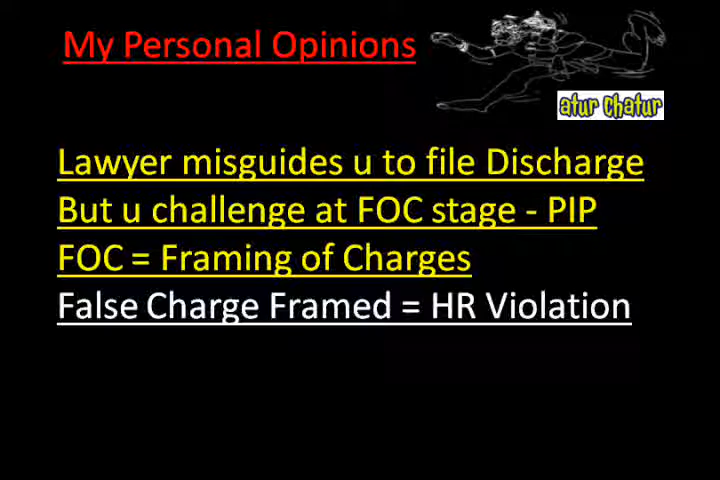 My Personal Opinions
atur chatur
Lawyer misguides u to file Discharge
But u challenge at FOC stage - PIP
FOC = Framing of Charges
False Charge Framed = HR Violation